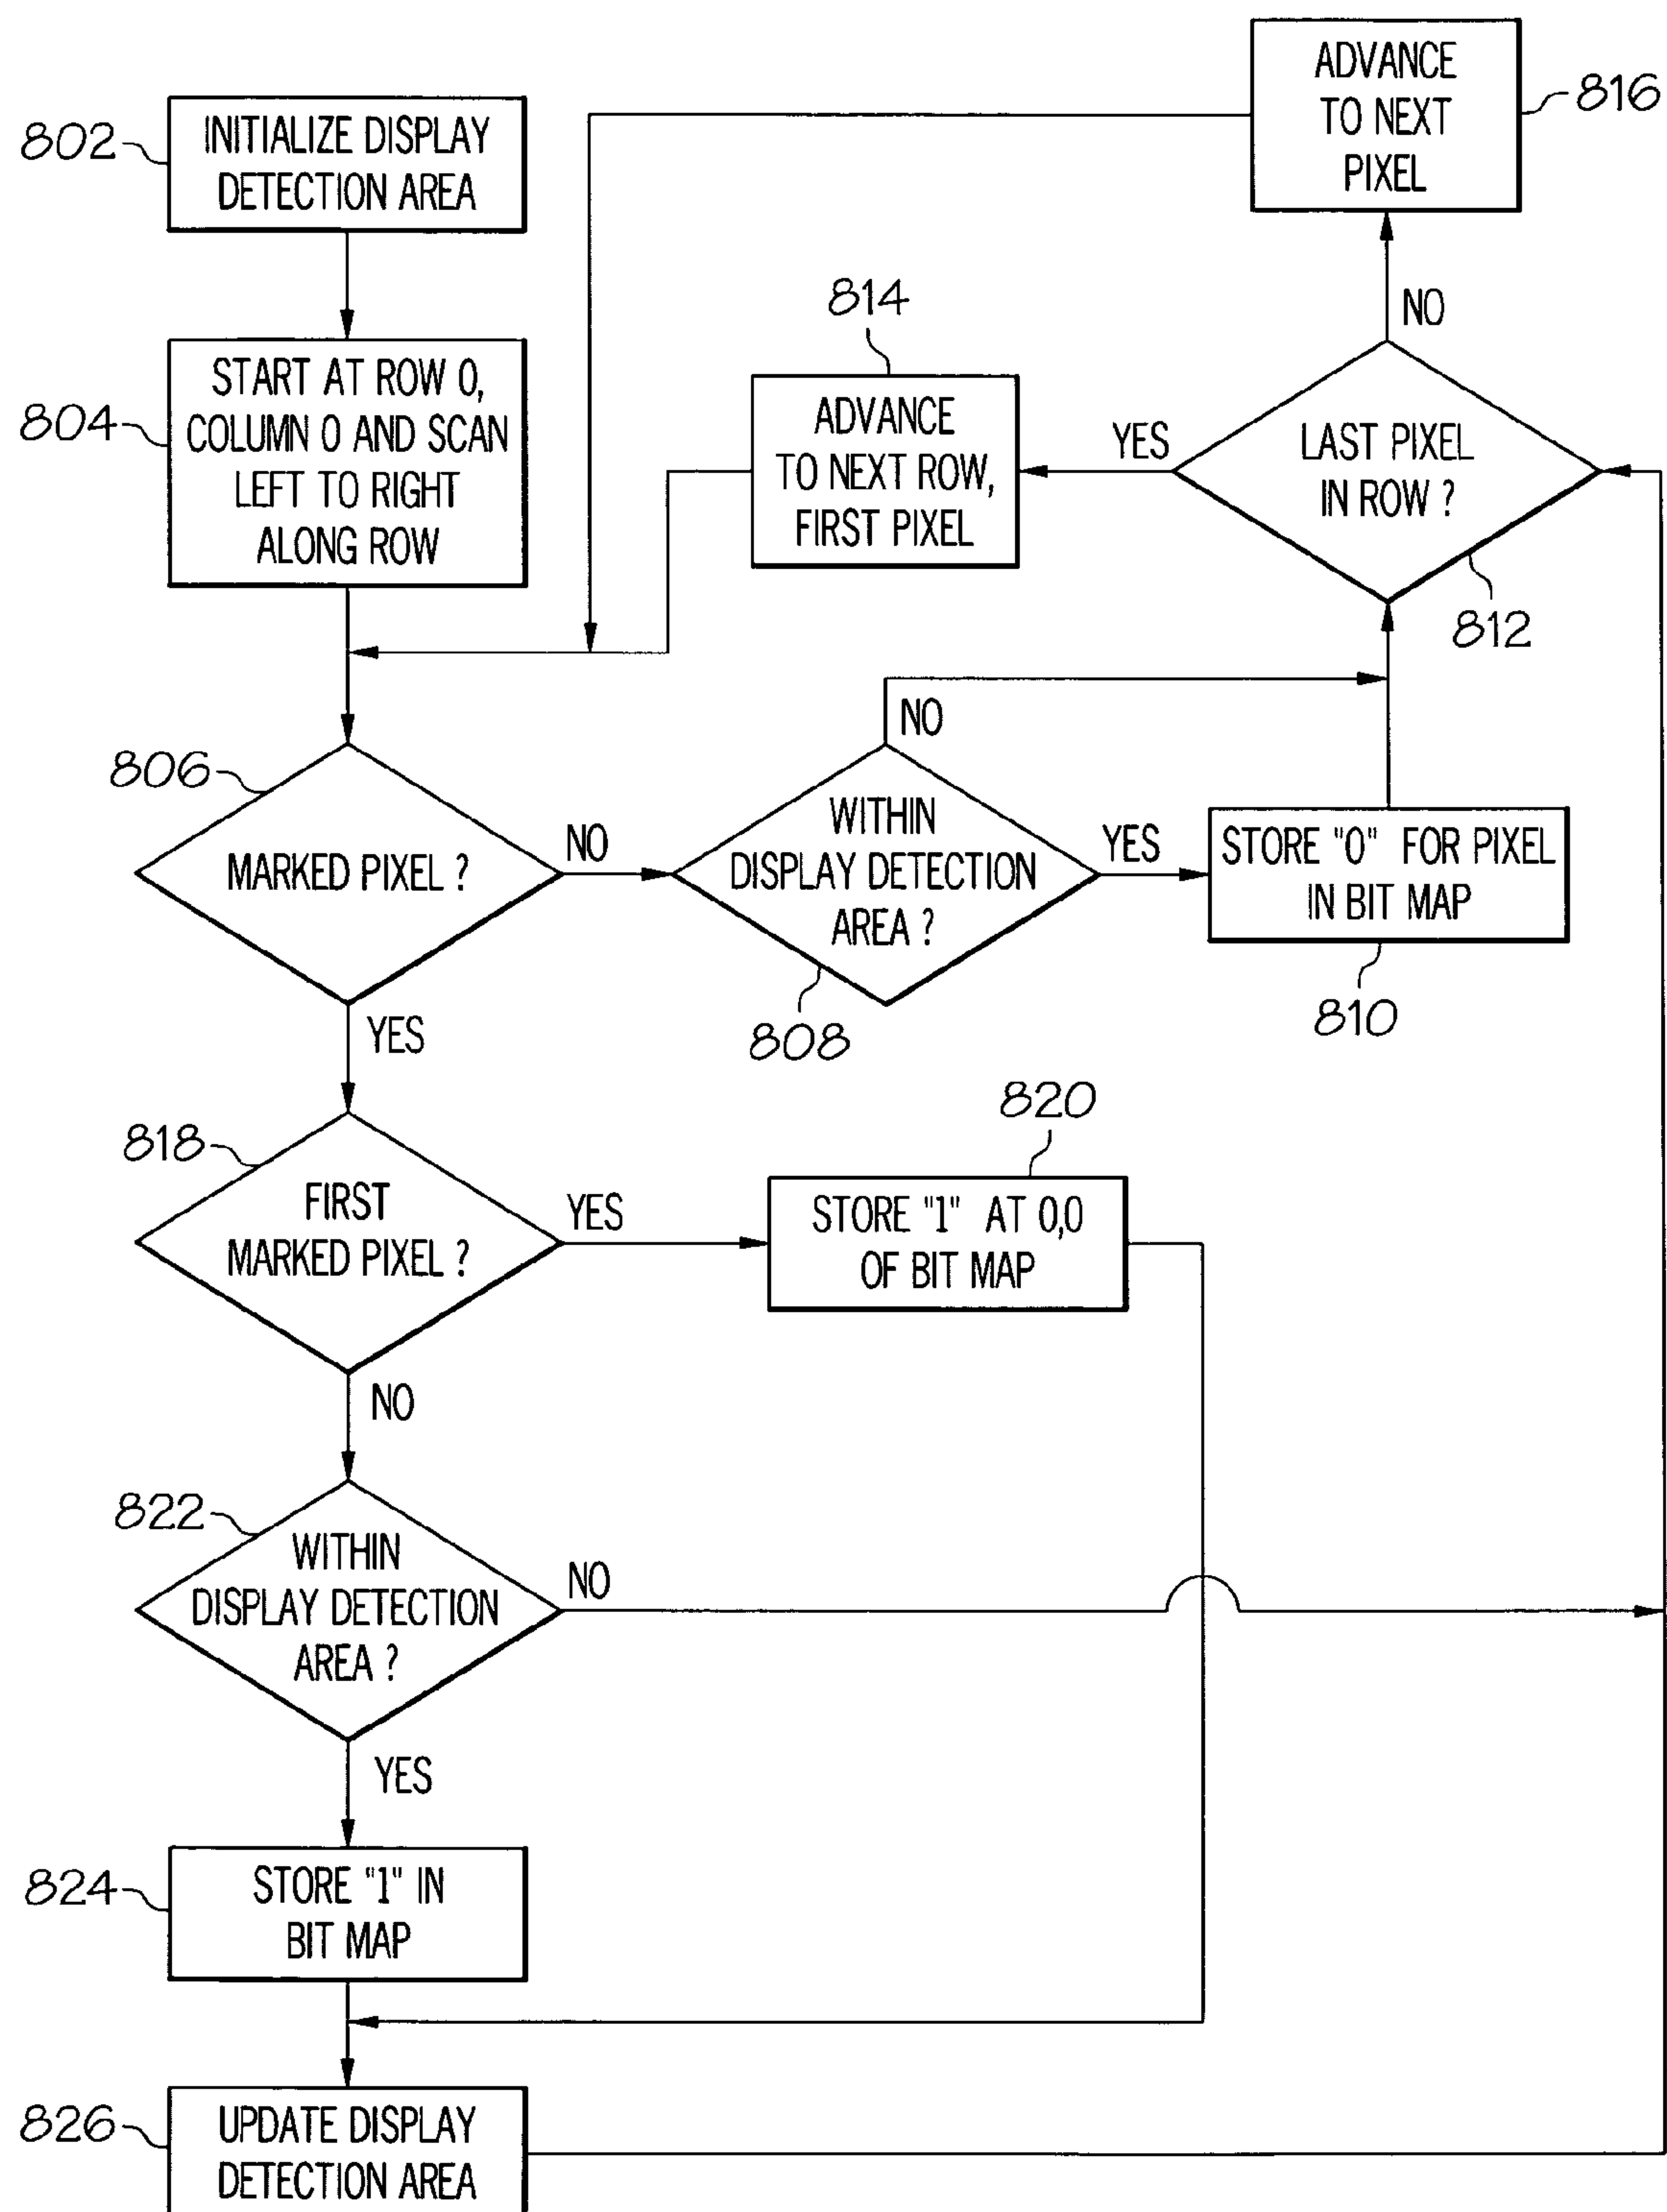 802
INITIALIZE DISPLAY
DETECTION AREA
804
START AT ROW 0,
COLUMN 0 AND SCAN
LEFT TO RIGHT
ALONG ROW
ADVANCE
TO NEXT
PIXEL
816
NO
814
ADVANCE
TO NEXT ROW,
FIRST PIXEL
YES
LAST PIXEL
IN ROW ?
812
806
MARKED PIXEL ?
NO
NO
WITHIN
DISPLAY DETECTION
AREA ?
808
YES
STORE "0" FOR PIXEL
IN BIT MAP
810
YES
818
FIRST
MARKED PIXEL ?
YES
820
STORE "1" AT 0,0
OF BIT MAP
NO
822
WITHIN
DISPLAY DETECTION
AREA ?
NO
YES
824
STORE "1" IN
BIT MAP
826
UPDATE DISPLAY
DETECTION AREA